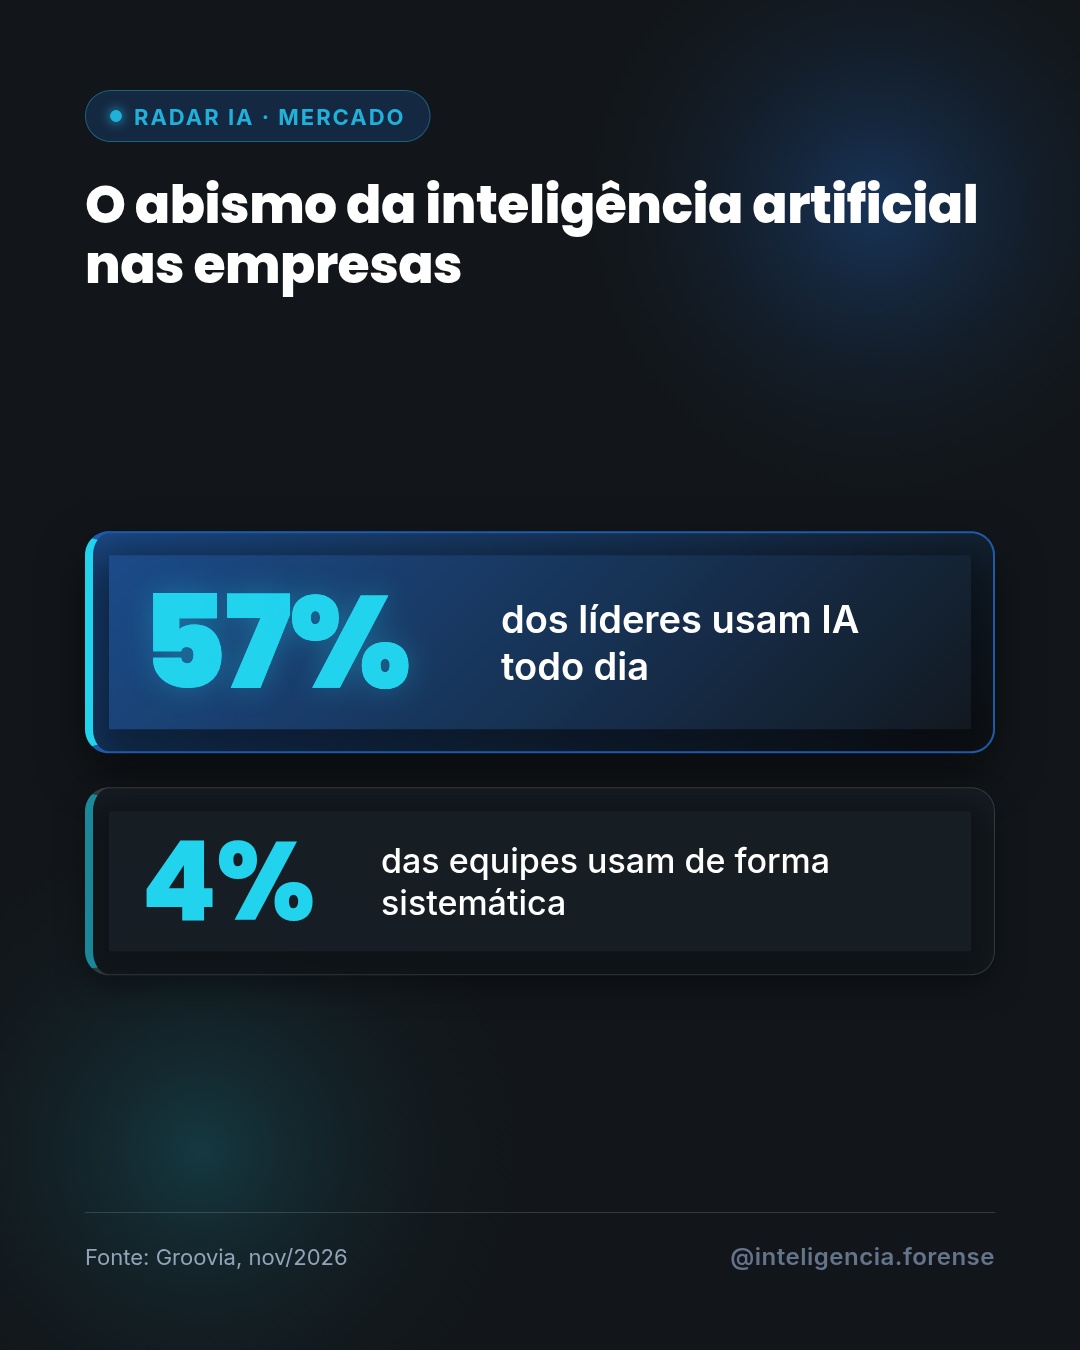 RADAR IA · MERCADO
O abismo da inteligência artificial
nas empresas
57%
dos líderes usam IA
todo dia
4%
das equipes usam de forma
sistemática
Fonte: Groovia, nov/2026
@inteligencia.forense